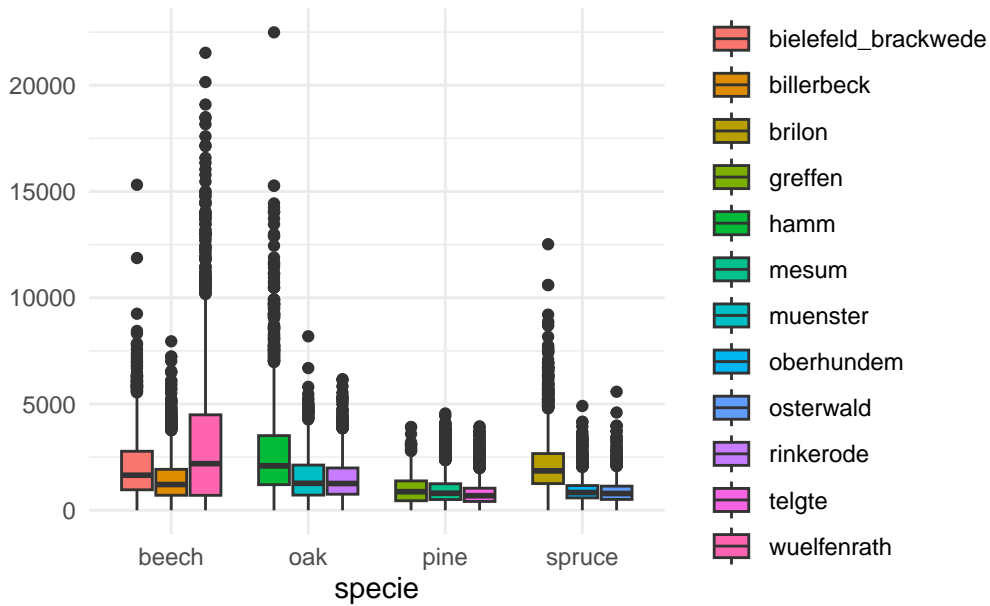 20000
15000
10000
5000
0
beech oak pine spruce
specie
bielefeld_brackwede
billerbeck
brilon
greffen
hamm
mesum
muenster
oberhundem
osterwald
rinkerode
telgte
wuelfenrath